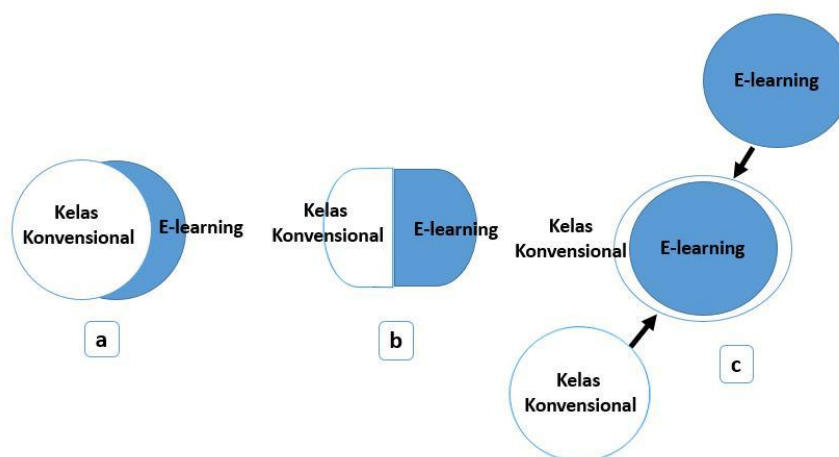 Kelas
Konvensional
E-learning
a
Kelas
Konvensional
E-learning
b
E-learning
Kelas
Konvensional
E-learning
Kelas
Konvensional
c